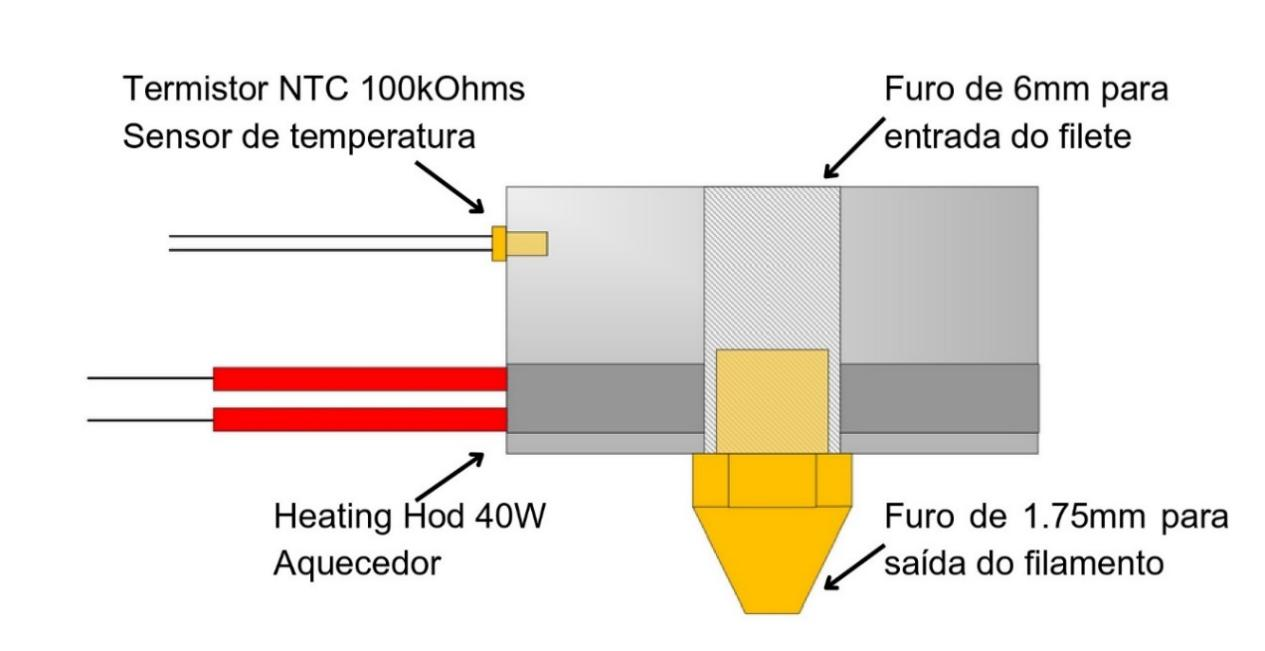 Termistor NTC 100kOhms
Sensor de temperatura
Furo de 6mm para
entrada do filete
Heating Hod 40W
Aquecedor
Furo de 1.75mm para
saída do filamento